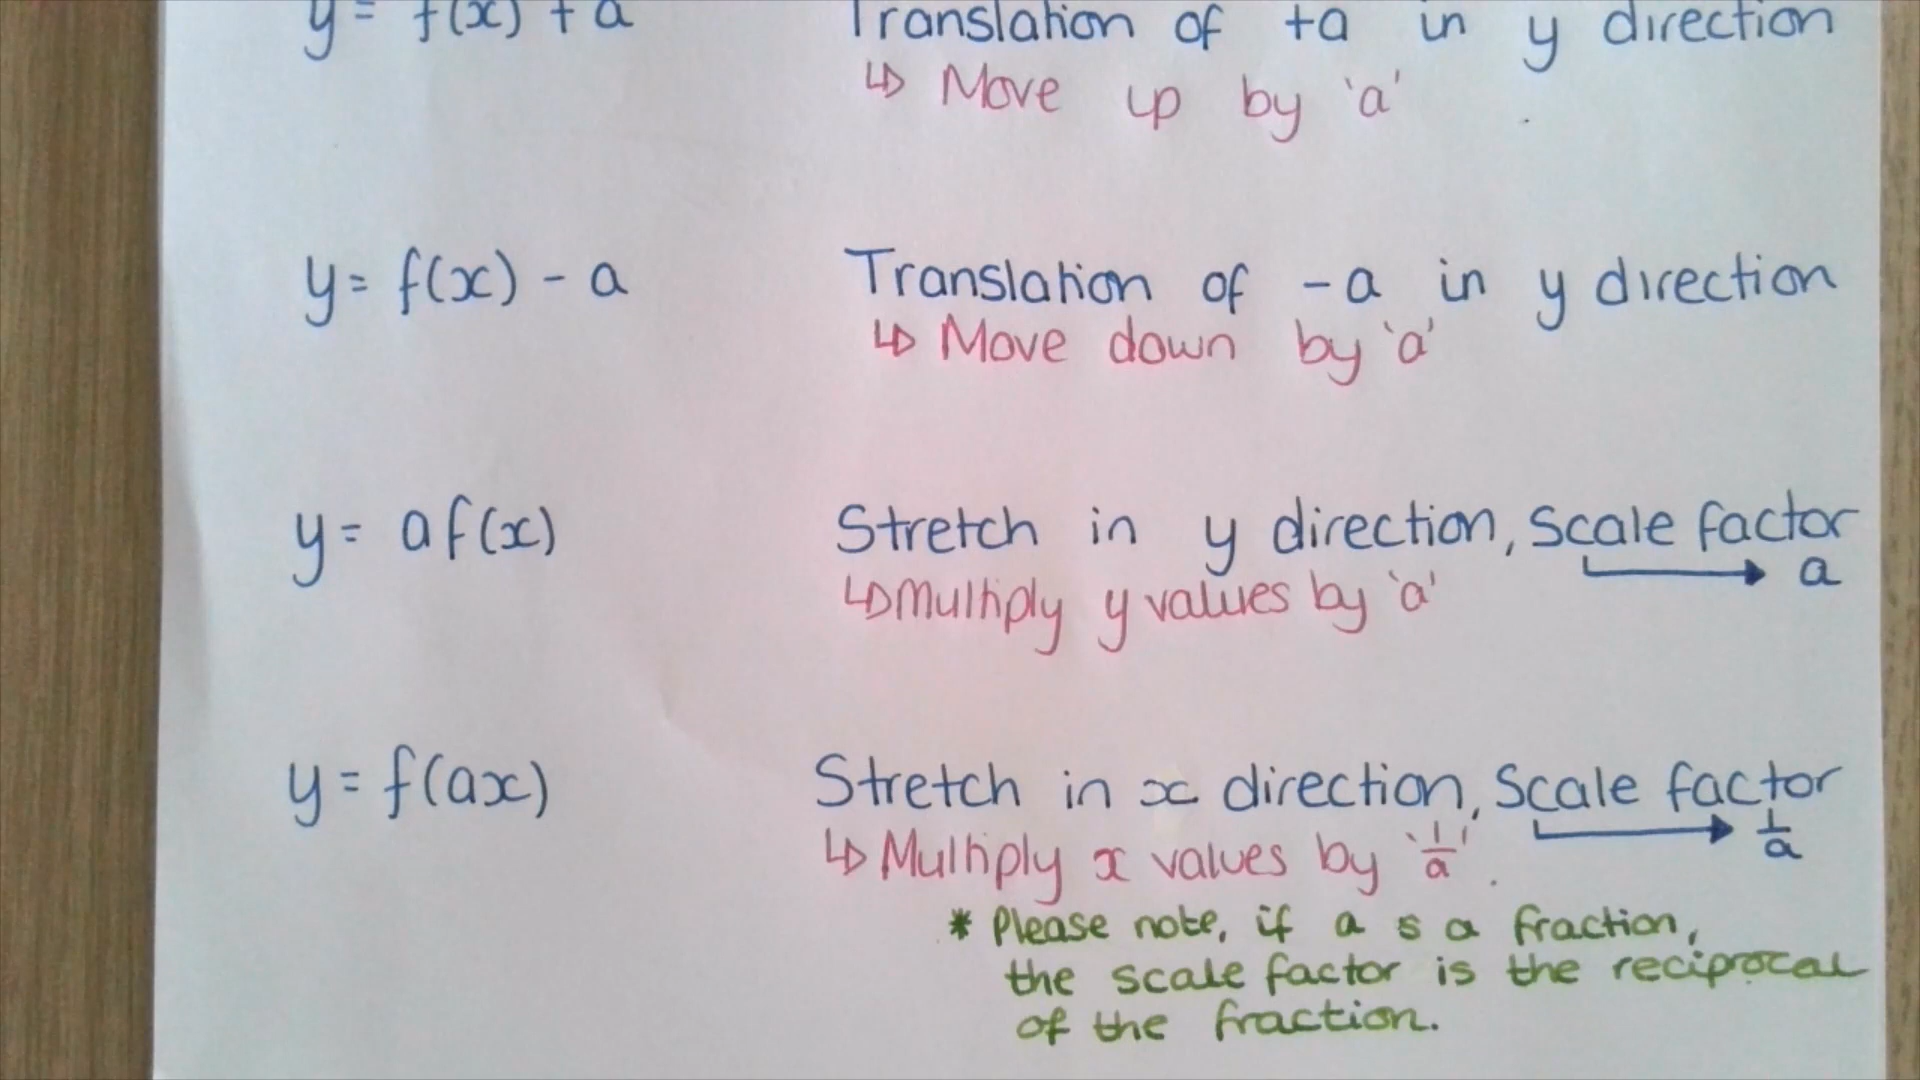 y = f(x) + a Translation of +a in y direction
↳ Move up by 'a'
y = f(x) - a Translation of -a in y direction
↳ Move down by 'a'
y = af(x) Stretch in y direction, Scale factor
→ a
↳ Multiply y values by 'a'
y = f(ax) Stretch in x direction, Scale factor
→ 1/a
↳ Multiply x values by '1/a'.
* Please note, if a s a fraction,
the scale factor is the reciprocal
of the fraction.